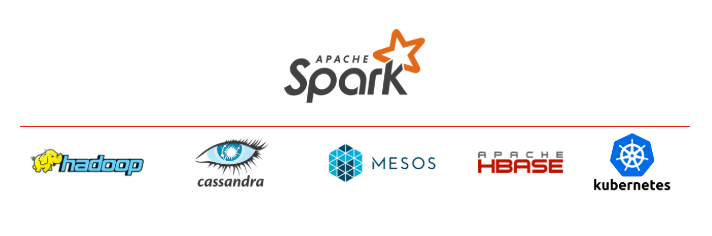 APACHE
Spark
hadoop
cassandra
MESOS
APACHE
HBASE
kubernetes